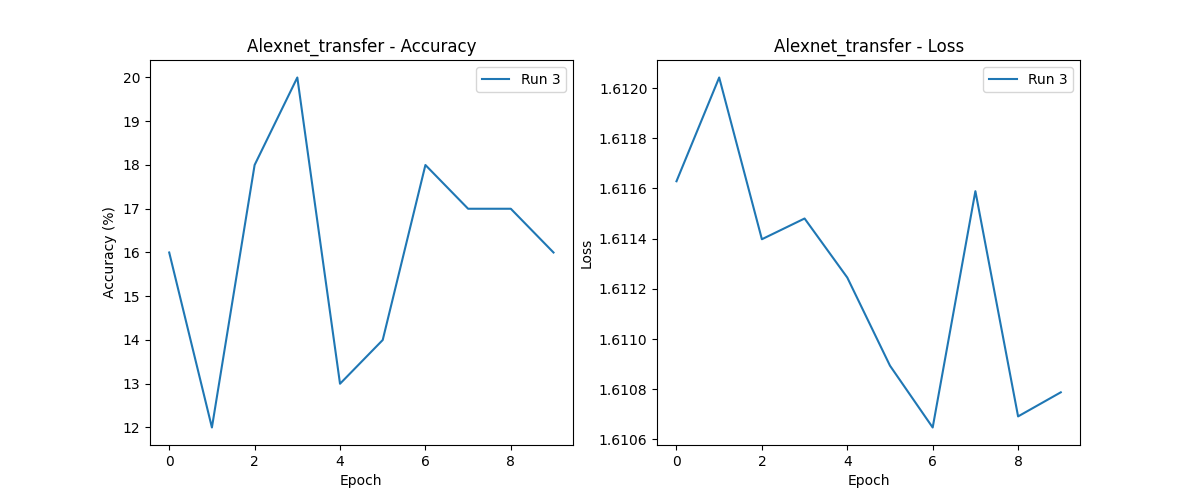 Alexnet_transfer - Accuracy
Run 3
Accuracy (%)
20
19
18
17
16
15
14
13
12
0 2 4 6 8
Epoch
Alexnet_transfer - Loss
Run 3
Loss
1.6120
1.6118
1.6116
1.6114
1.6112
1.6110
1.6108
1.6106
0 2 4 6 8
Epoch